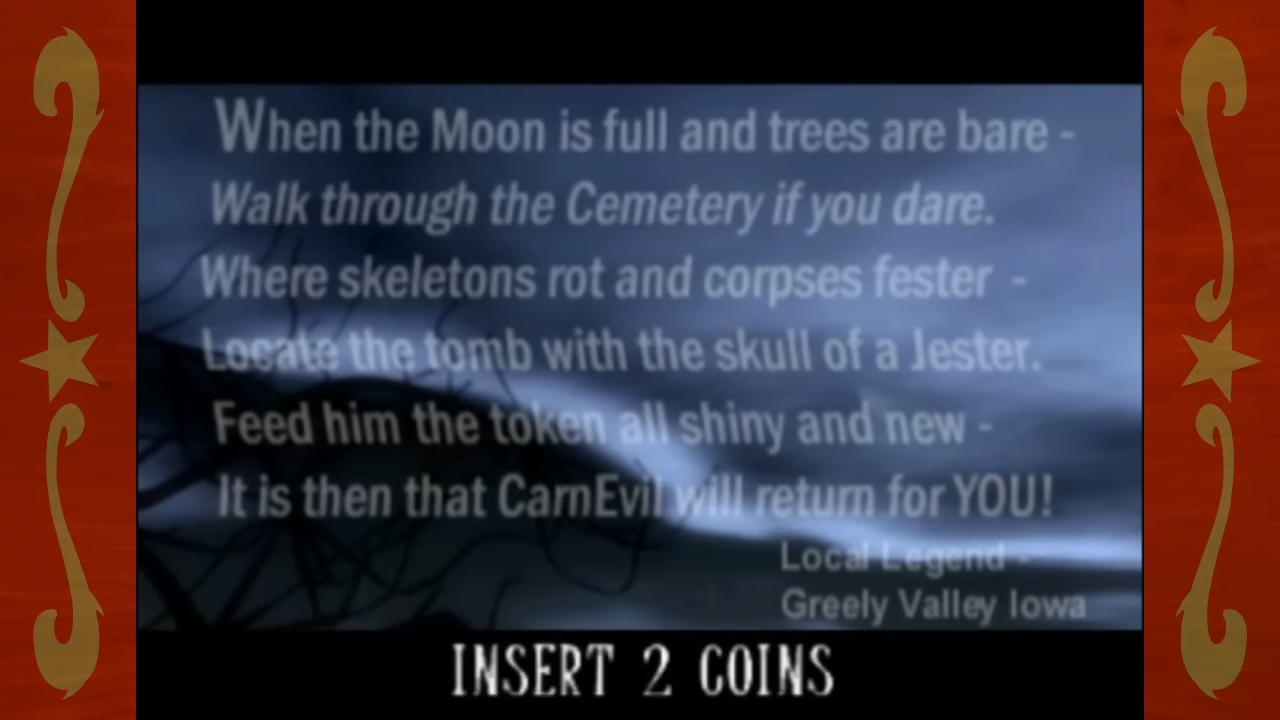 When the Moon is full and trees are bare -
Walk through the Cemetery if you dare.
Where skeletons rot and corpses fester -
Locate the tomb with the skull of a Jester.
Feed him the token all shiny and new -
It is then that CarnEvil will return for YOU!
Local Legend -
Greely Valley Iowa
INSERT 2 COINS